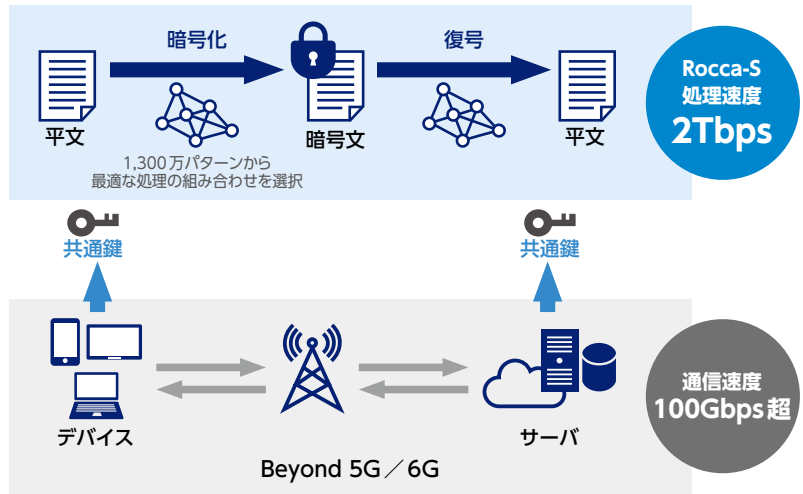 暗号化
復号
平文
暗号文
平文
1,300万パターンから
最適な処理の組み合わせを選択
Rocca-S
処理速度
2Tbps
共通鍵
共通鍵
デバイス
サーバ
Beyond 5G／6G
通信速度
100Gbps超